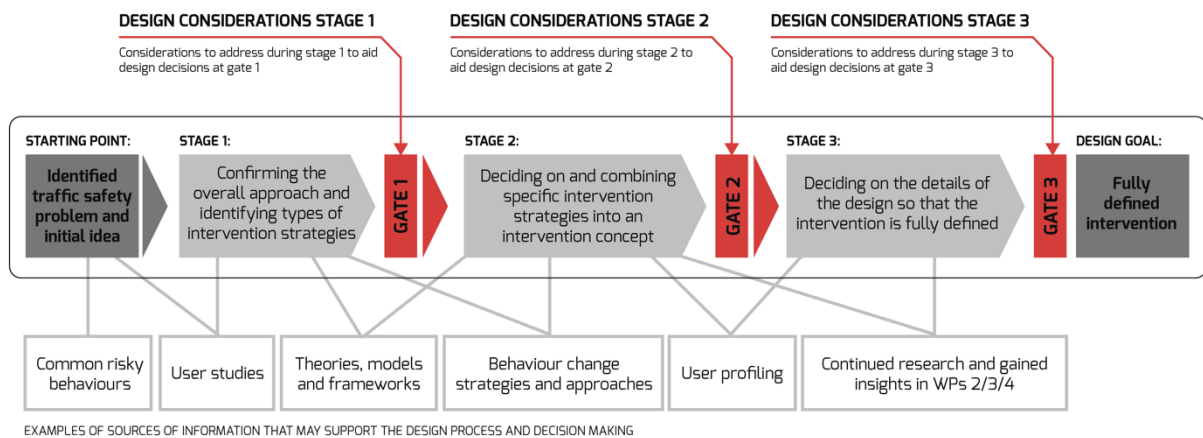 DESIGN CONSIDERATIONS STAGE 1
Considerations to address during stage 1 to aid
design decisions at gate 1
DESIGN CONSIDERATIONS STAGE 2
Considerations to address during stage 2 to
aid design decisions at gate 2
DESIGN CONSIDERATIONS STAGE 3
Considerations to address during stage 3 to
aid design decisions at gate 3
STARTING POINT:
Identified
traffic safety
problem and
initial idea
STAGE 1:
Confirming the
overall approach and
identifying types of
intervention strategies
GATE 1
STAGE 2:
Deciding on and combining
specific intervention
strategies into an
intervention concept
GATE 2
STAGE 3:
Deciding on the details of
the design so that the
intervention is fully defined
GATE 3
DESIGN GOAL:
Fully
defined
intervention
Common risky
behaviours
User studies
Theories, models
and frameworks
Behaviour change
strategies and approaches
User profiling
Continued research and gained
insights in WPs 2/3/4
EXAMPLES OF SOURCES OF INFORMATION THAT MAY SUPPORT THE DESIGN PROCESS AND DECISION MAKING